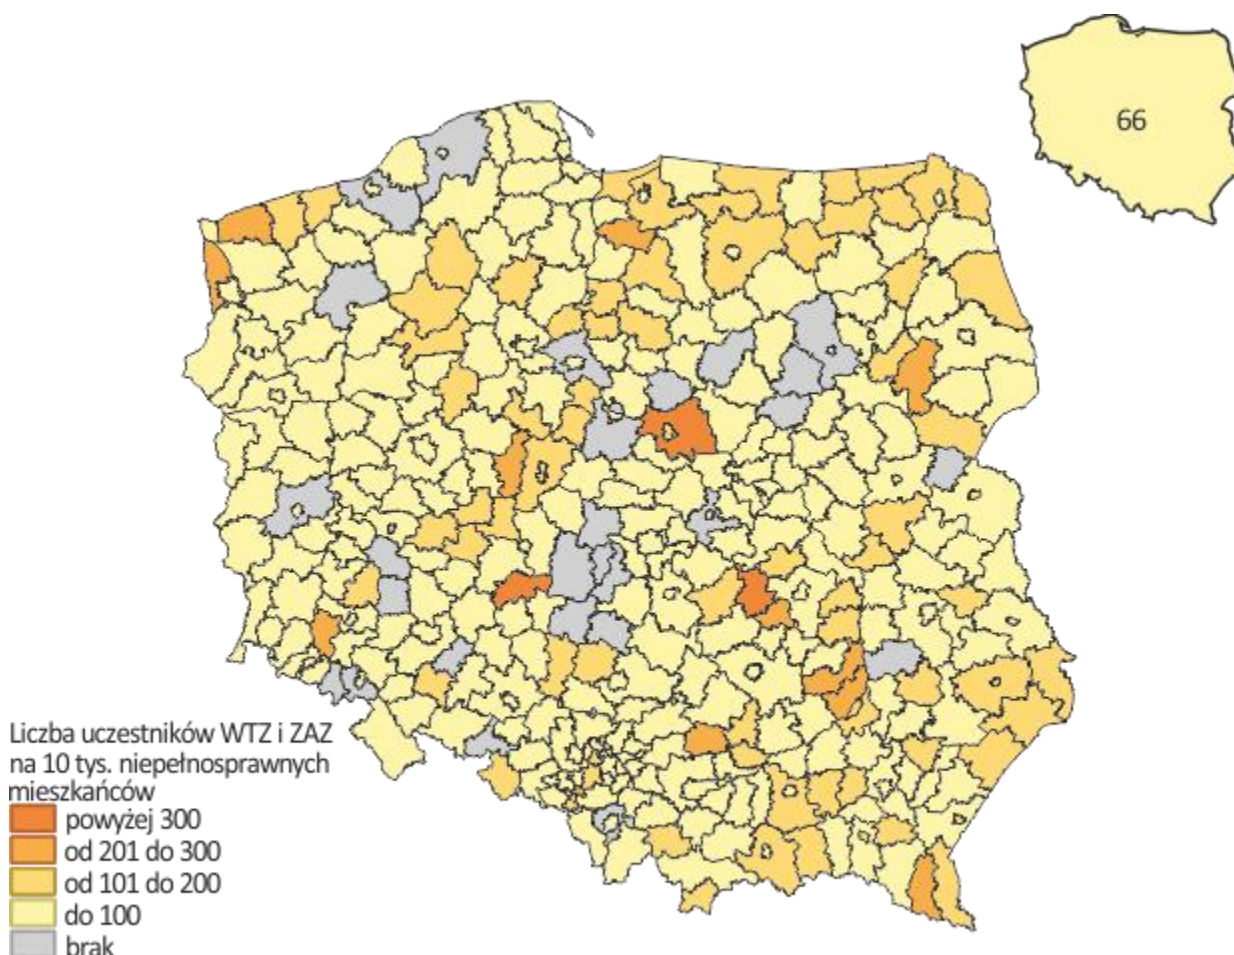 66
Liczba uczestników WTZ i ZAZ
na 10 tys. niepełnosprawnych
mieszkańców
powyżej 300
od 201 do 300
od 101 do 200
do 100
brak